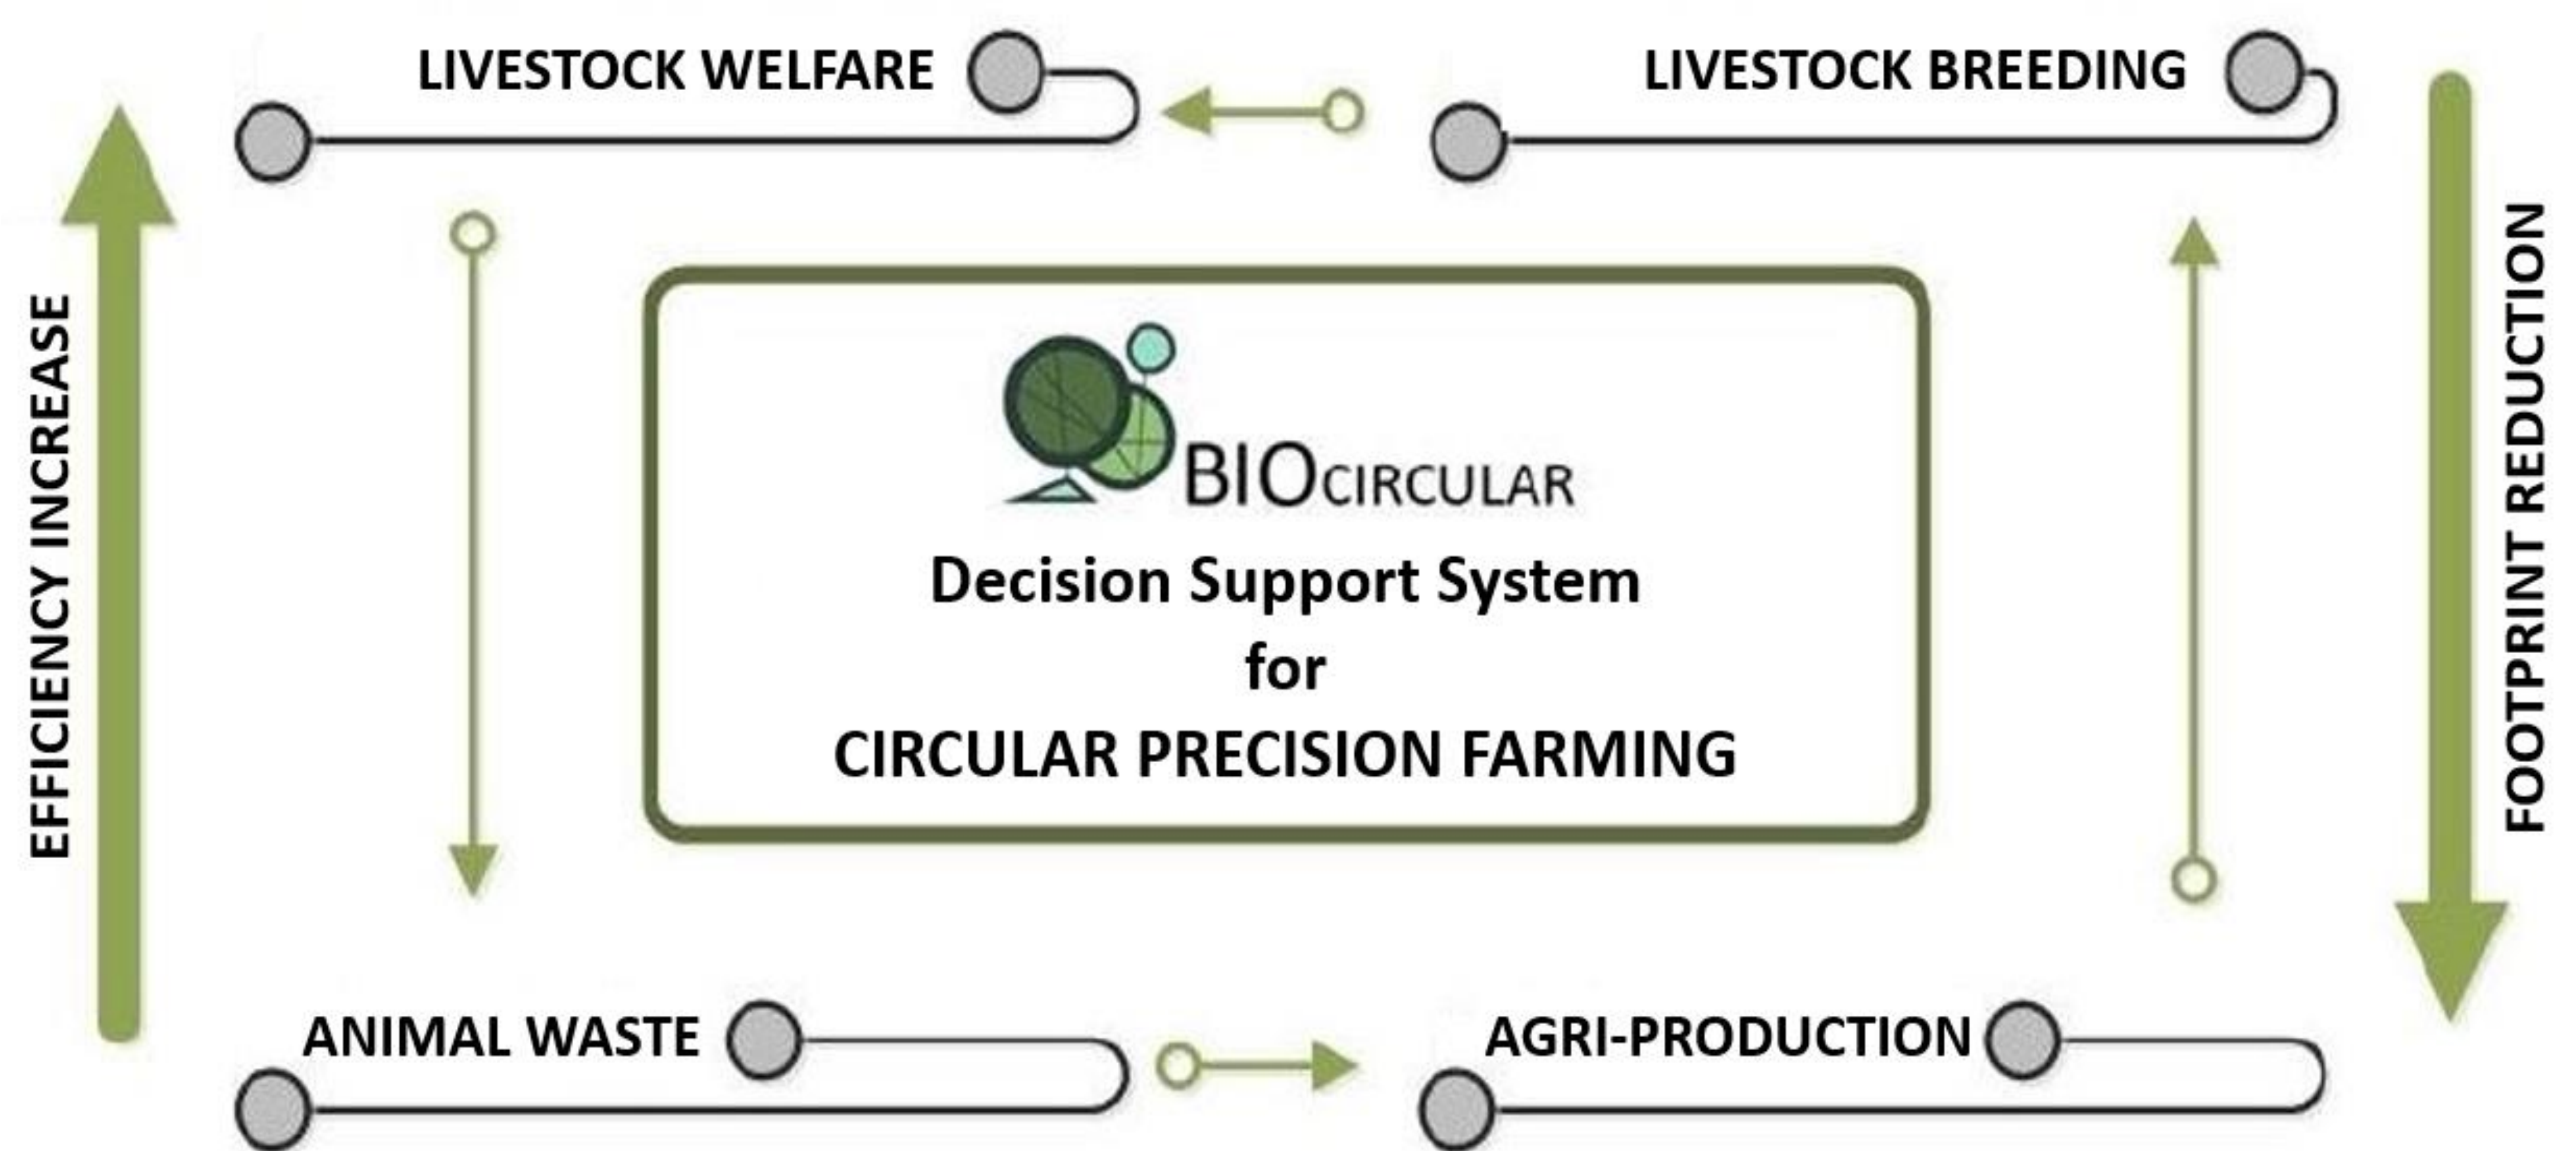 LIVESTOCK WELFARE
LIVESTOCK BREEDING
EFFICIENCY INCREASE
BIOCIRCULAR
Decision Support System
for
CIRCULAR PRECISION FARMING
FOOTPRINT REDUCTION
ANIMAL WASTE
AGRI-PRODUCTION